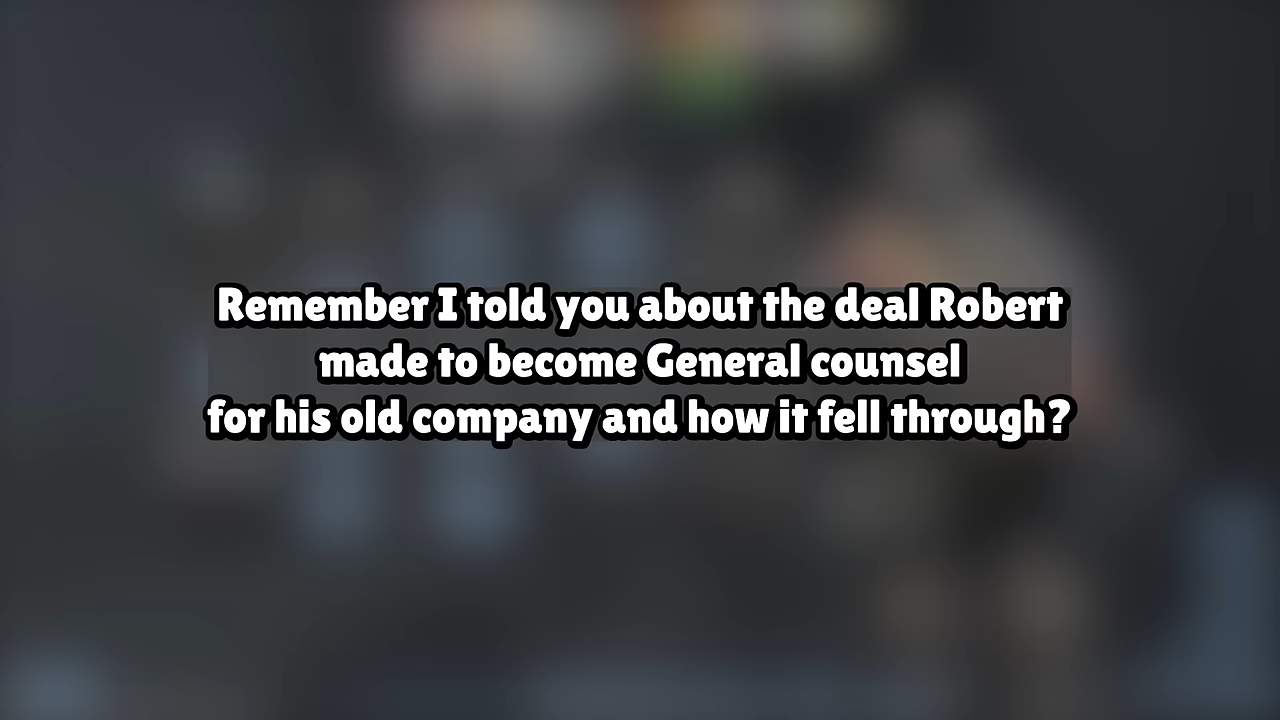 Remember I told you about the deal Robert
made to become General counsel
for his old company and how it fell through?